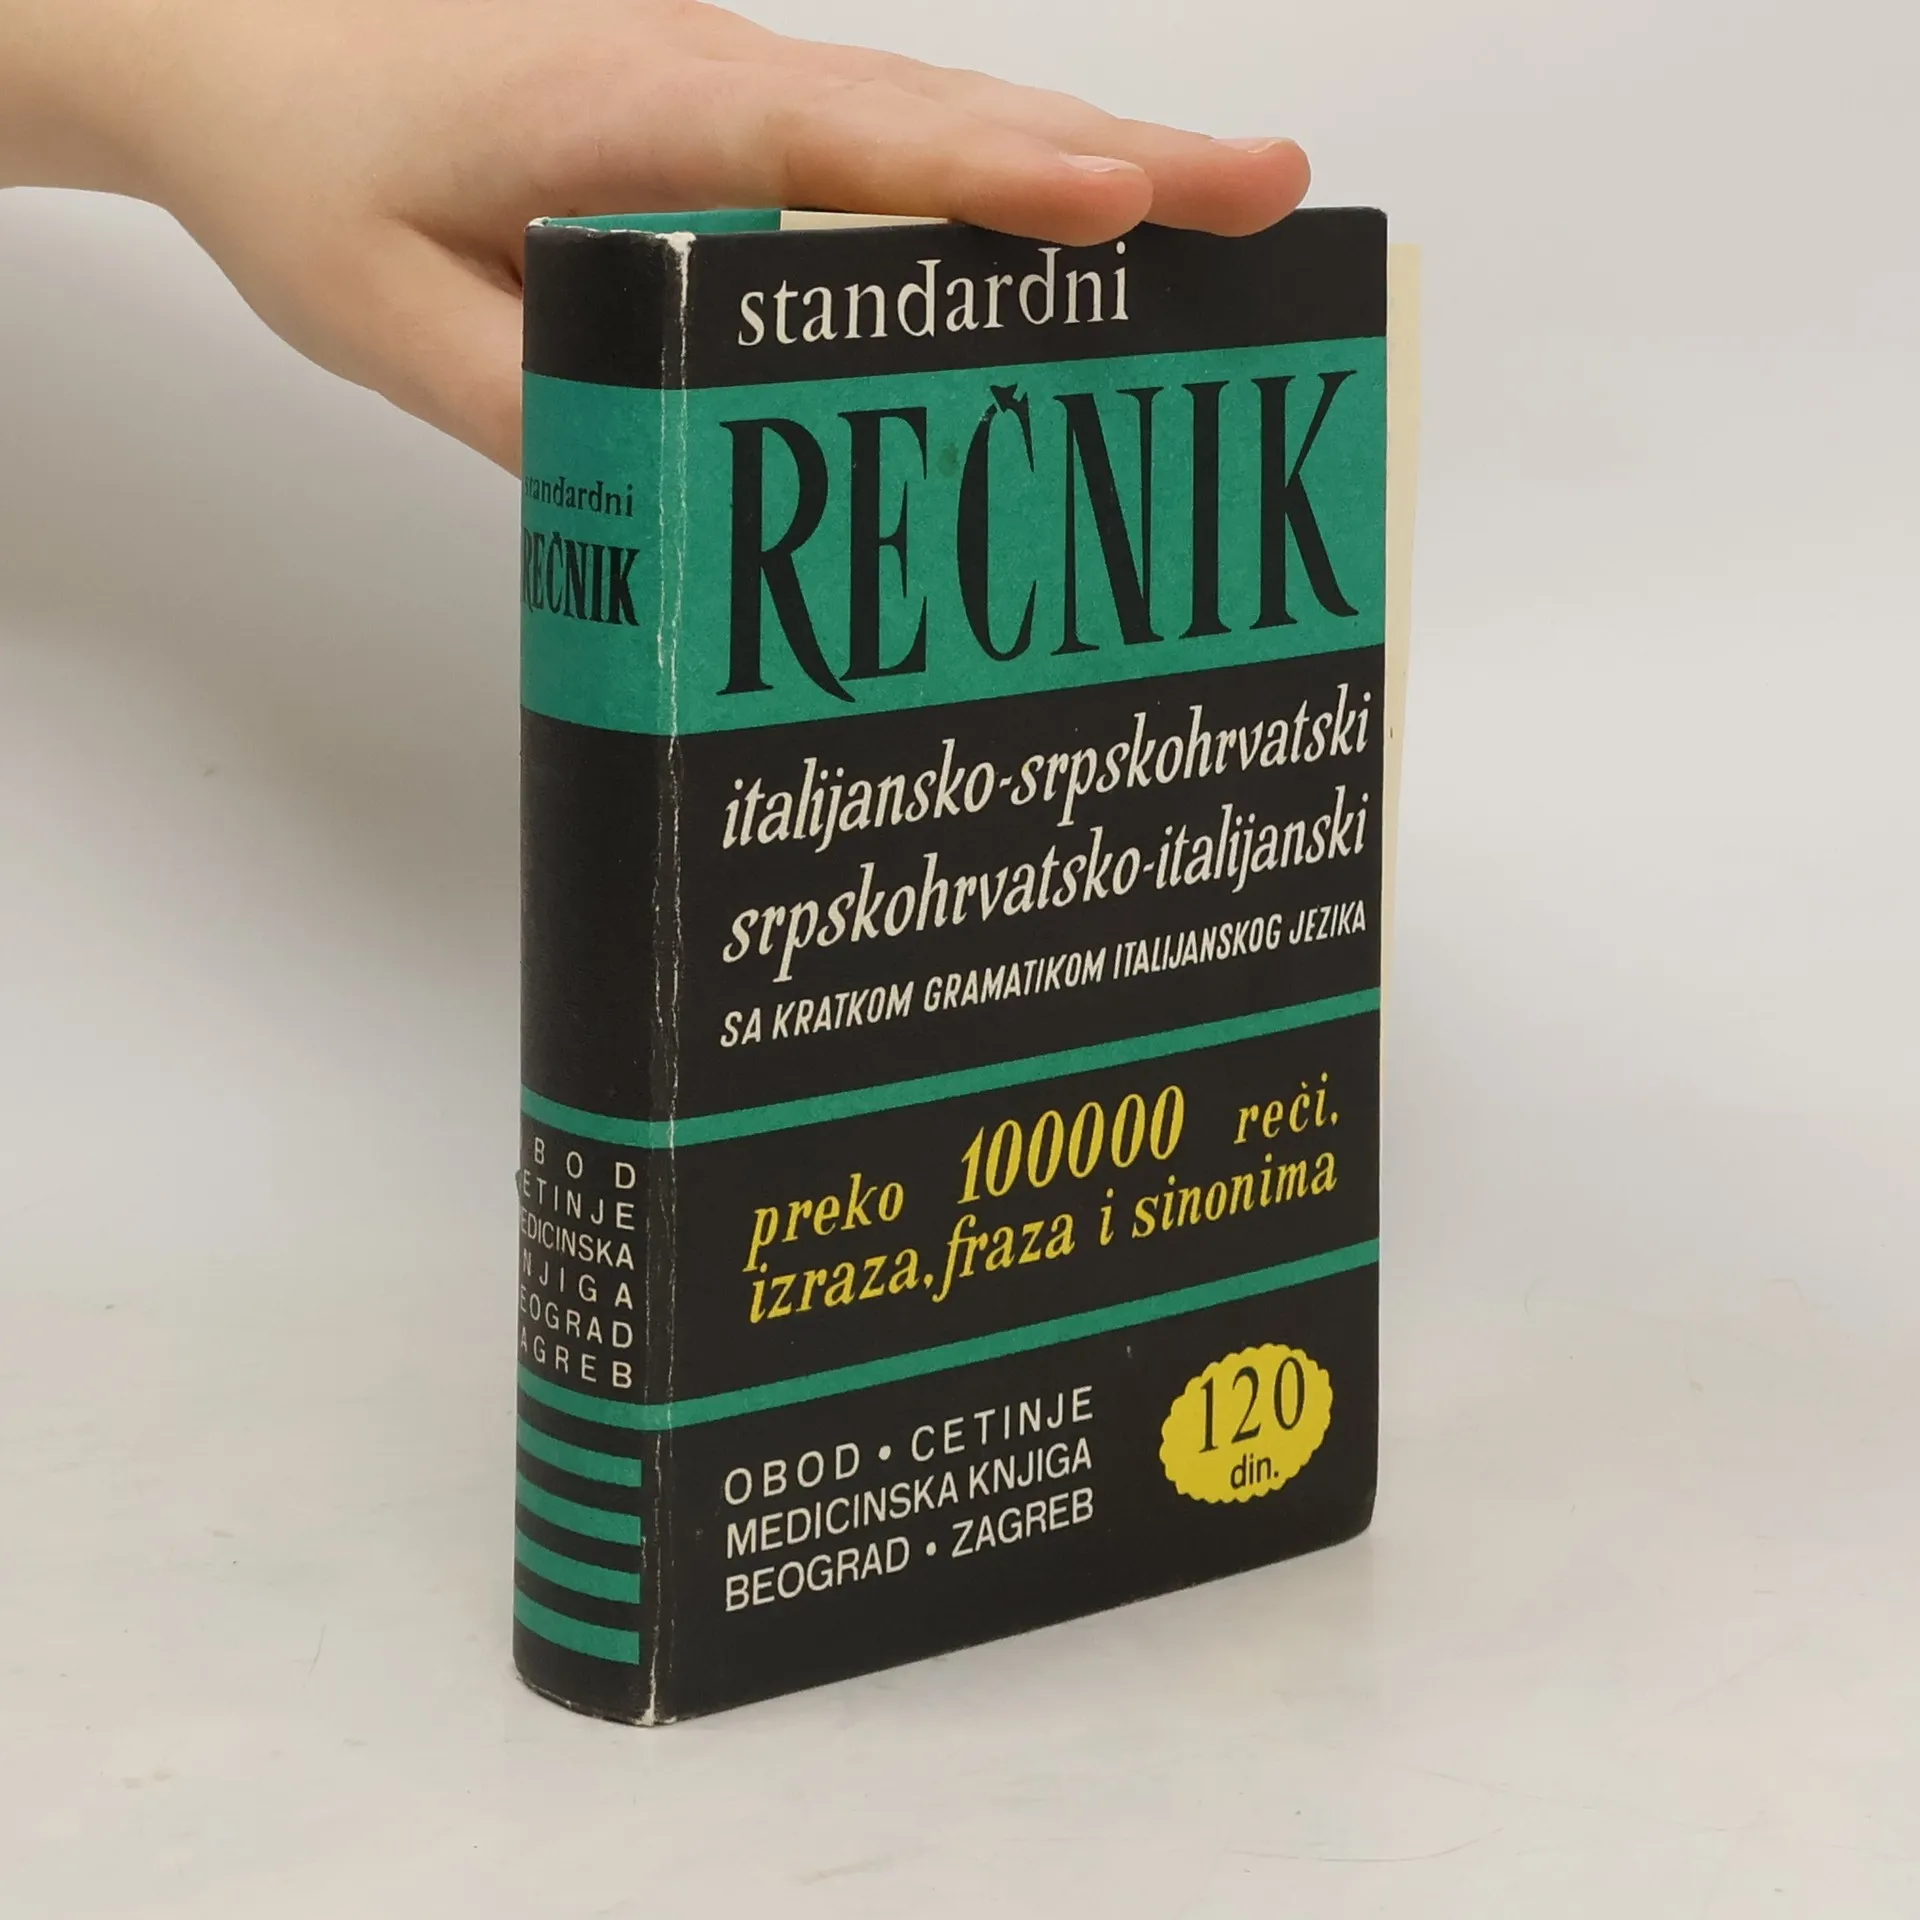 standardni
REČNIK
italijansko-srpskohrvatski
srpskohrvatsko-italijanski
SA KRATKOM GRAMATIKOM ITALIJANSKOG JEZIKA
preko 100000 reči,
izraza, fraza i sinonima
OBOD • CETINJE
MEDICINSKA KNJIGA
BEOGRAD • ZAGREB
120
din.
standardni
REČNIK
OBOD
CETINJE
MEDICINSKA
KNJIGA
BEOGRAD
ZAGREB